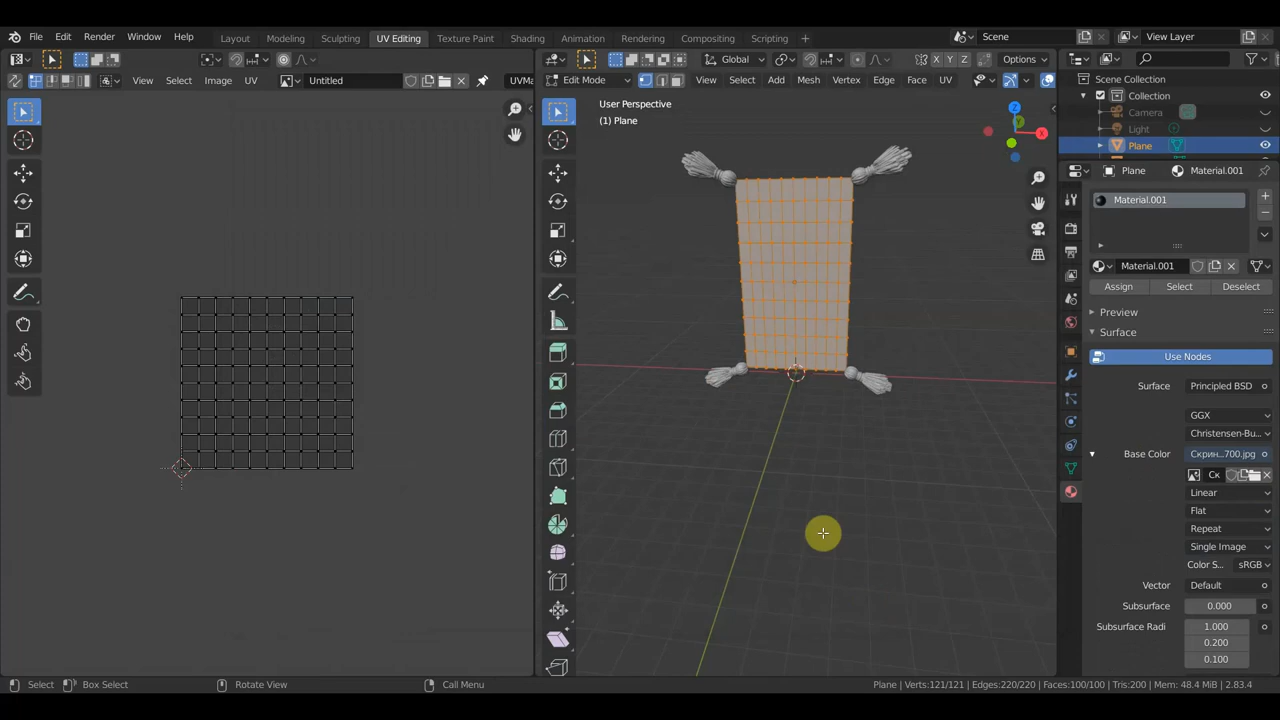 File Edit Render Window Help Layout Modeling Sculpting UV Editing Texture Paint Shading Animation Rendering Compositing Scripting + Scene View Layer
Global X Y Z Options
View Select Image UV Untitled UVMa Edit Mode View Select Add Mesh Vertex Edge Face UV
Scene Collection
Collection
Camera
Light
Plane
User Perspective
(1) Plane
Z
Y
X
Plane Material.001
Material.001
Material.001
Assign Select Deselect
Preview
Surface
Use Nodes
Surface Principled BSD
GGX
Christensen-Bu...
Base Color Скрин...700.jpg
Ск
Linear
Flat
Repeat
Single Image
Color S... sRGB
Vector Default
Subsurface 0.000
Subsurface Radi 1.000
0.200
0.100
Select Box Select Rotate View Call Menu Plane | Verts:121/121 | Edges:220/220 | Faces:100/100 | Tris:200 | Mem: 48.4 MiB | 2.83.4